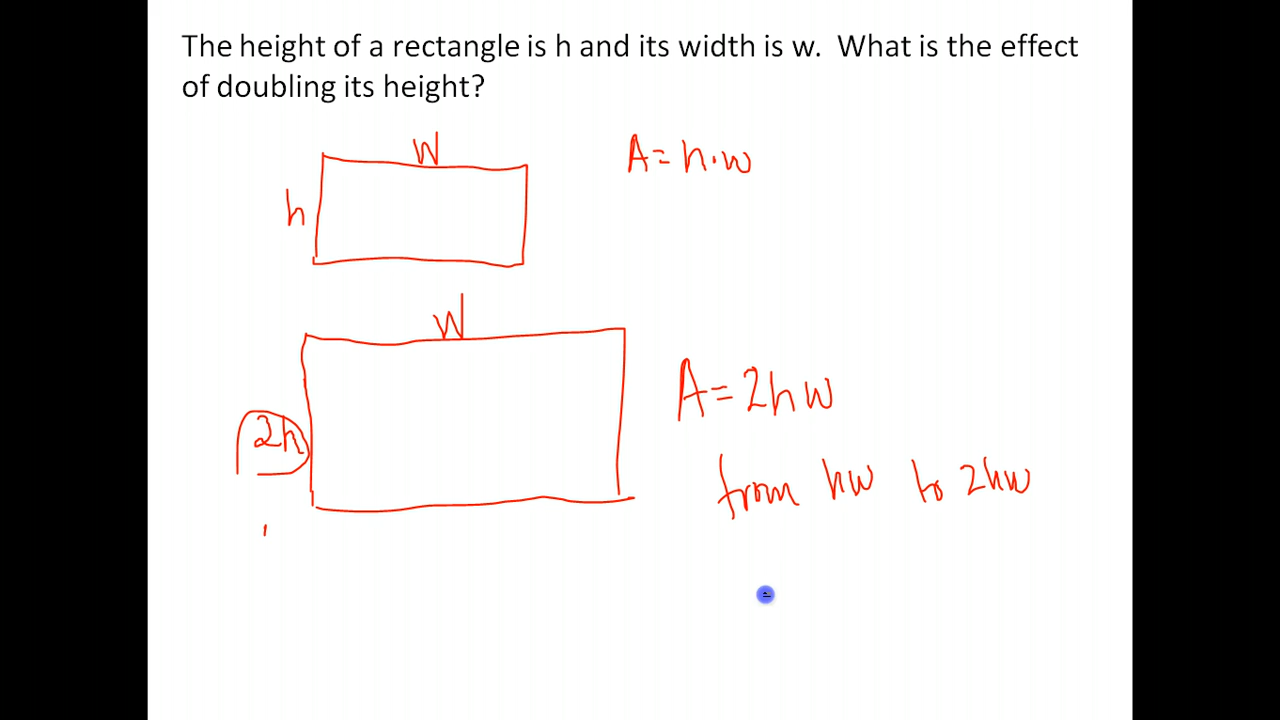 The height of a rectangle is h and its width is w.  What is the effect
of doubling its height?
W
h
A = h·w
W
2h
A = 2hw
from hw to 2hw